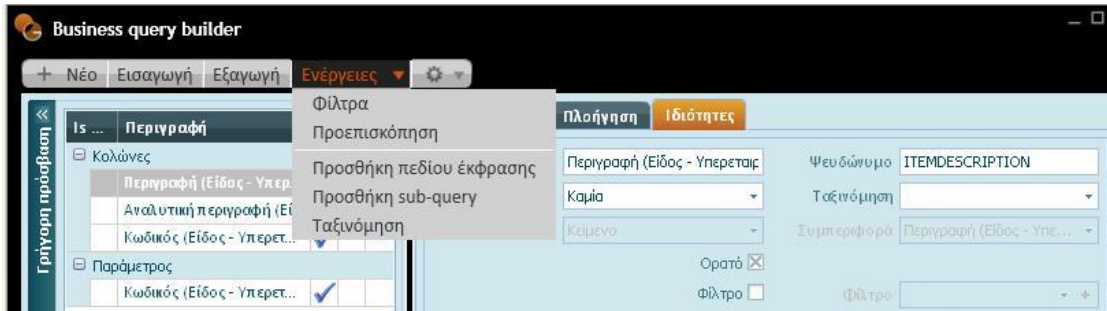 Business query builder
Νέο Εισαγωγή Εξαγωγή Ενέργειες
Φίλτρα
Προεπισκόπηση
Προσθήκη πεδίου έκφρασης
Προσθήκη sub-query
Ταξινόμηση
Γρήγορη πρόσβαση
Is ... Περιγραφή
Κολώνες
Περιγραφή (Είδος - Υπερ
Αναλυτική περιγραφή (Εί
Κωδικός (Είδος - Υπερετ...
Παράμετρος
Κωδικός (Είδος - Υπερετ...
Πλοήγηση Ιδιότητες
Περιγραφή (Είδος - Υπερεταιρ Ψευδώνυμο ITEMDESCRIPTION
Καμία Ταξινόμηση
Κείμενο Συμπεριφορά Περιγραφή (Είδος - Υπε...
Ορατό
Φίλτρο Φίλτρο